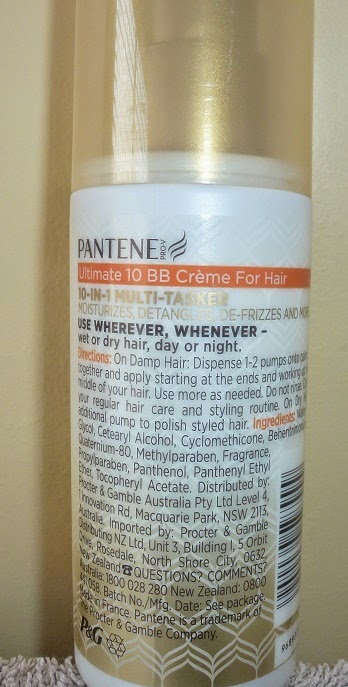 PANTENE PRO-V
Ultimate 10 BB Crème For Hair
10-IN-1 MULTI-TASKER
MOISTURIZES, DETANGLES, DE-FRIZZES AND
USE WHEREVER, WHENEVER –
wet or dry hair, day or night.
Directions: On Damp Hair: Dispense 1-2 pumps onto
together and apply starting at the ends and working
middle of your hair. Use more as needed. Do not rinse.
your regular hair care and styling routine. On Dry
additional pump to polish styled hair. Ingredients:
Glycol, Cetearyl Alcohol, Cyclomethicone,
Quaternium-80, Methylparaben, Fragrance,
Propylparaben, Panthenol, Panthenyl Ethyl
Ether, Tocopheryl Acetate. Distributed by:
Procter & Gamble Australia Pty Ltd Level 4,
1 Innovation Rd, Macquarie Park, NSW 2113,
Australia. Imported by: Procter & Gamble
Distributing NZ Ltd, Unit 3, Building I, 5 Orbit
Drive, Rosedale, North Shore City, 0632,
New Zealand ☎QUESTIONS? COMMENTS?
Australia: 1800 028 280 New Zealand: 0800
Batch No./Mfg. Date: See package.
Made in France. Pantene is a trademark of
The Procter & Gamble Company.
P&G